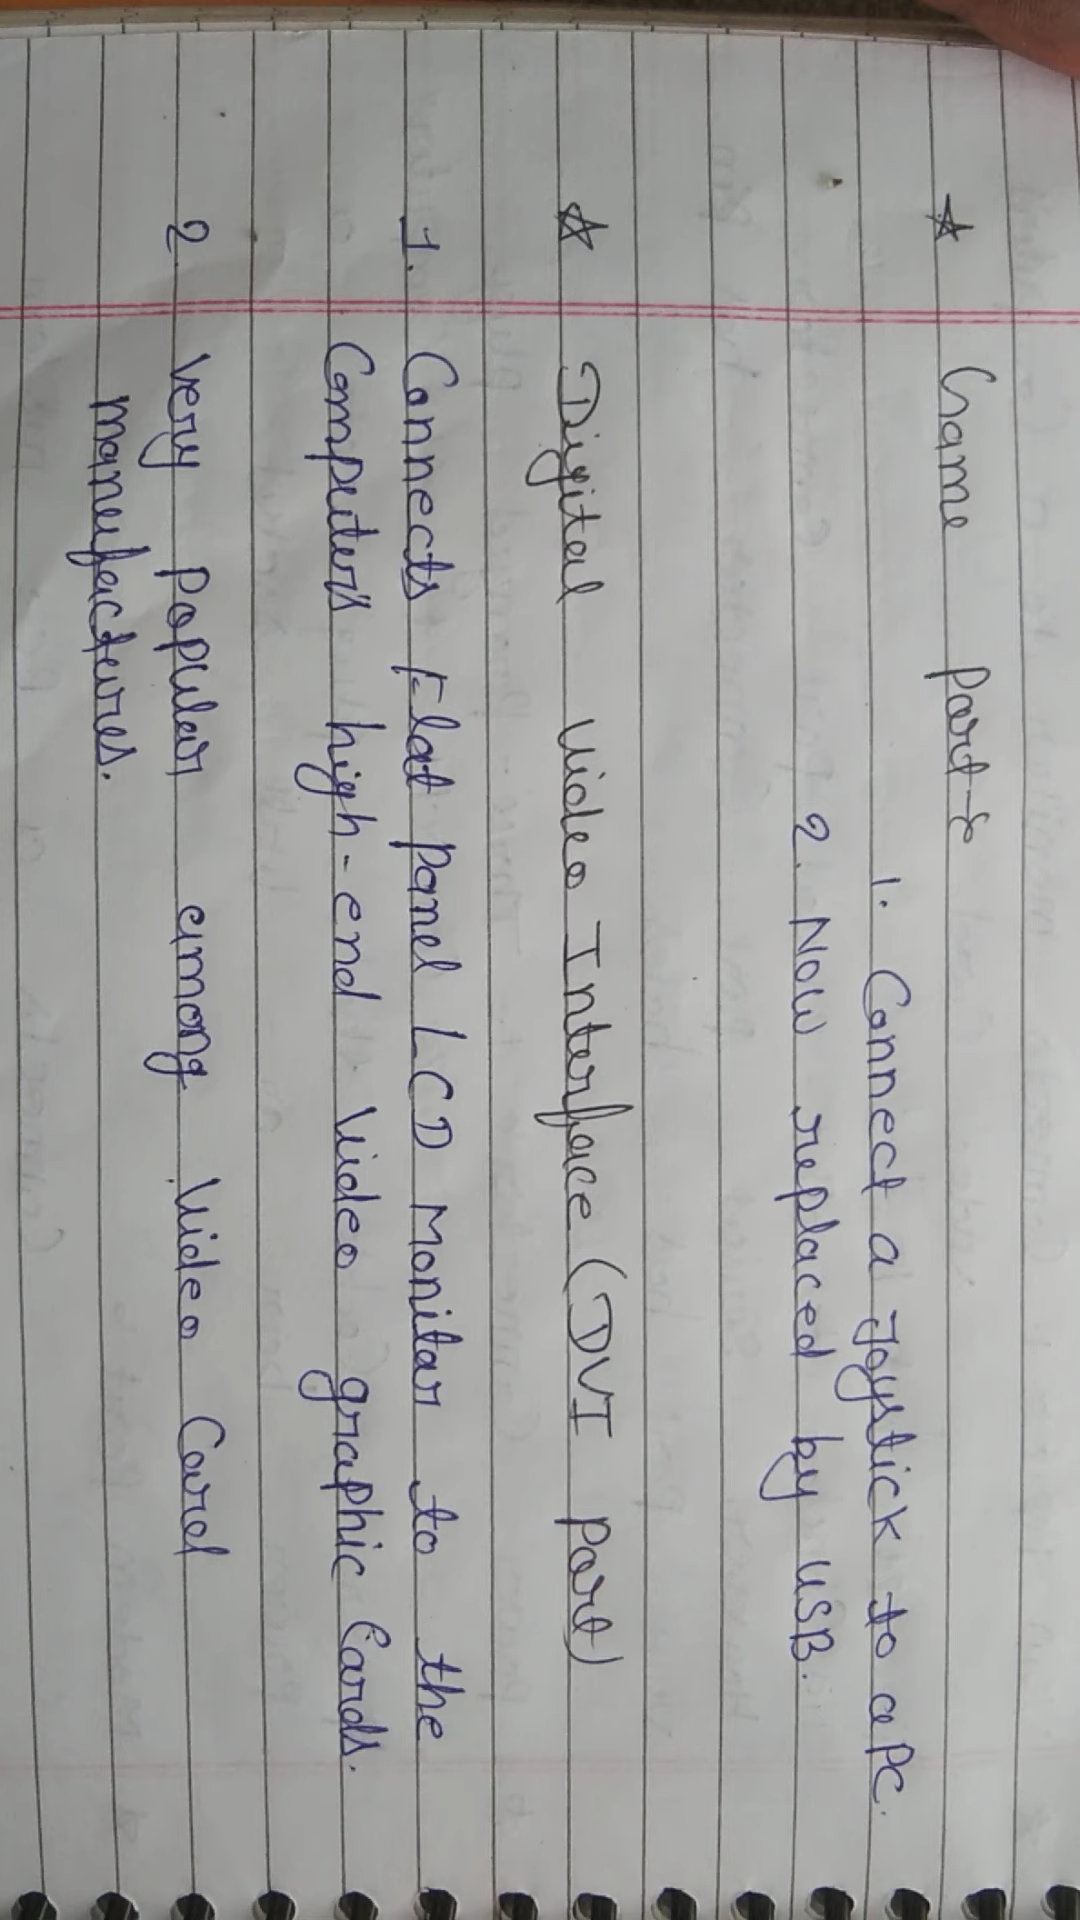 ☆ Game port :-
1. Connect a Joystick to a PC.
2. Now replaced by USB.
☆ Digital Video Interface (DVI port)
1. Connects Flat panel LCD Monitor to the
Computers high-end Video graphic Cards.
2. Very Popular among Video Card
manufactures.